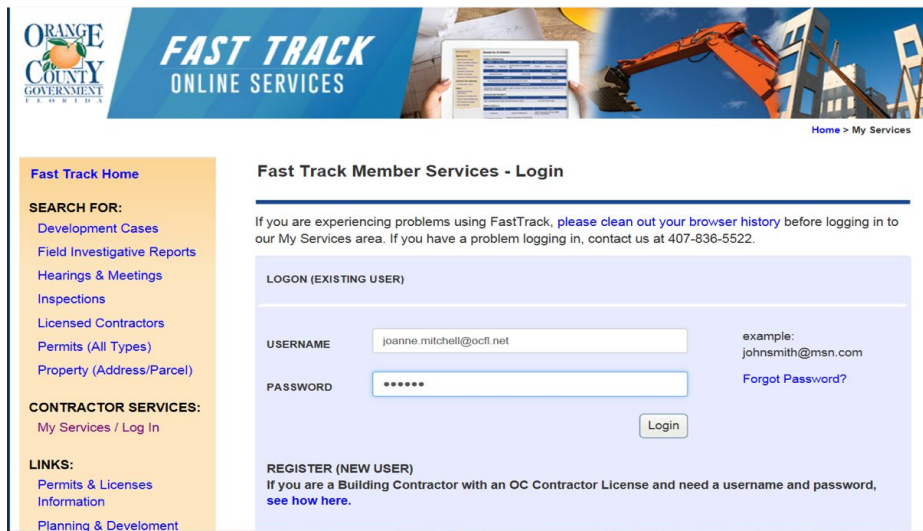 ORANGE
COUNTY
GOVERNMENT
FLORIDA
FAST TRACK
ONLINE SERVICES
Home > My Services
Fast Track Home
SEARCH FOR:
Development Cases
Field Investigative Reports
Hearings & Meetings
Inspections
Licensed Contractors
Permits (All Types)
Property (Address/Parcel)
CONTRACTOR SERVICES:
My Services / Log In
LINKS:
Permits & Licenses
Information
Planning & Develoment
Fast Track Member Services - Login
If you are experiencing problems using FastTrack, please clean out your browser history before logging in to
our My Services area. If you have a problem logging in, contact us at 407-836-5522.
LOGON (EXISTING USER)
USERNAME
joanne.mitchell@ocfl.net
example:
johnsmith@msn.com
PASSWORD
••••••
Forgot Password?
Login
REGISTER (NEW USER)
If you are a Building Contractor with an OC Contractor License and need a username and password,
see how here.